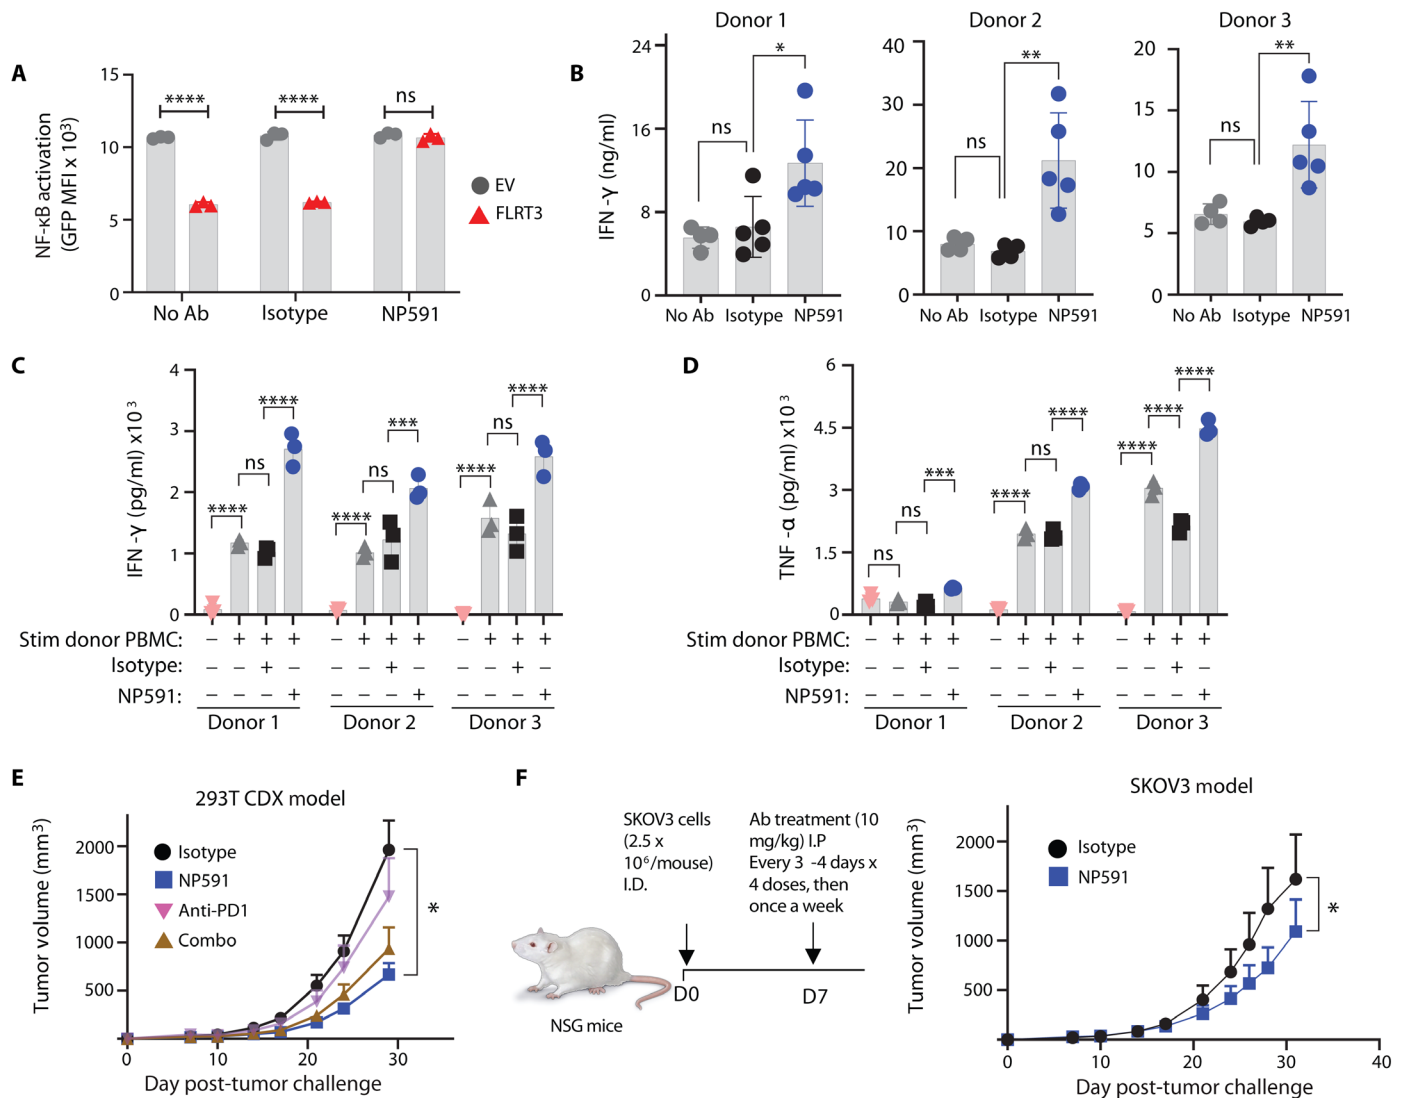 A
NF-κB activation
(GFP MFI x 10³)
15
10
5
0
****
****
ns
No Ab
Isotype
NP591
EV
FLRT3
B
Donor 1
IFN -γ (ng/ml)
24
16
8
0
ns
*
No Ab
Isotype
NP591
Donor 2
40
30
20
10
0
ns
**
No Ab
Isotype
NP591
Donor 3
20
15
10
5
0
ns
**
No Ab
Isotype
NP591
C
IFN -γ (pg/ml) x10³
4
3
2
1
0
****
ns
****
****
ns
***
****
ns
****
Stim donor PBMC: – + + + – + + + – + + +
Isotype: – – + – – – + – – – + –
NP591: – – – + – – – + – – – +
Donor 1
Donor 2
Donor 3
D
TNF -α (pg/ml) x10³
6
4.5
3
1.5
0
ns
ns
***
****
ns
****
****
****
****
Stim donor PBMC: – + + + – + + + – + + +
Isotype: – – + – – – + – – – + –
NP591: – – – + – – – + – – – +
Donor 1
Donor 2
Donor 3
E
293T CDX model
Tumor volume (mm³)
2000
1500
1000
500
Isotype
NP591
Anti-PD1
Combo
*
0
10
20
30
Day post-tumor challenge
F
SKOV3 cells
(2.5 x
10⁶/mouse)
I.D.
Ab treatment (10
mg/kg) I.P
Every 3 -4 days x
4 doses, then
once a week
D0
D7
NSG mice
SKOV3 model
Tumor volume (mm³)
2000
1500
1000
500
Isotype
NP591
*
0
10
20
30
40
Day post-tumor challenge